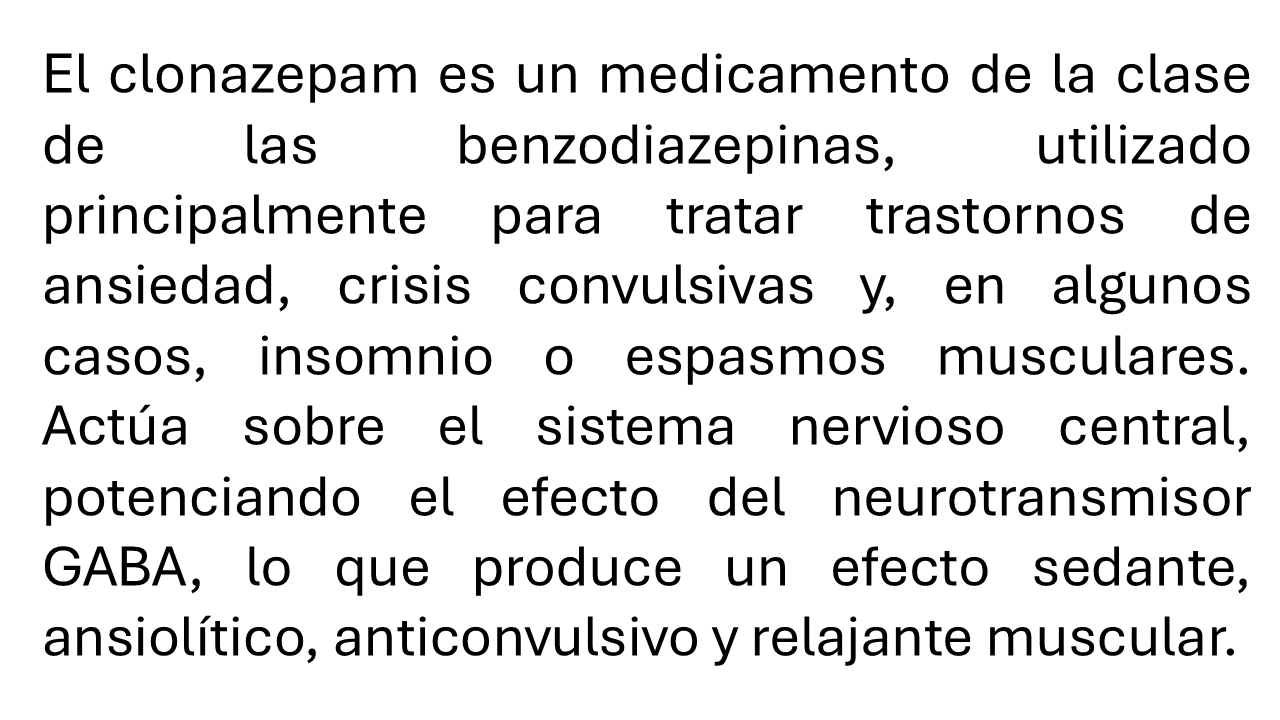 El clonazepam es un medicamento de la clase
de las benzodiazepinas, utilizado
principalmente para tratar trastornos de
ansiedad, crisis convulsivas y, en algunos
casos, insomnio o espasmos musculares.
Actúa sobre el sistema nervioso central,
potenciando el efecto del neurotransmisor
GABA, lo que produce un efecto sedante,
ansiolítico, anticonvulsivo y relajante muscular.